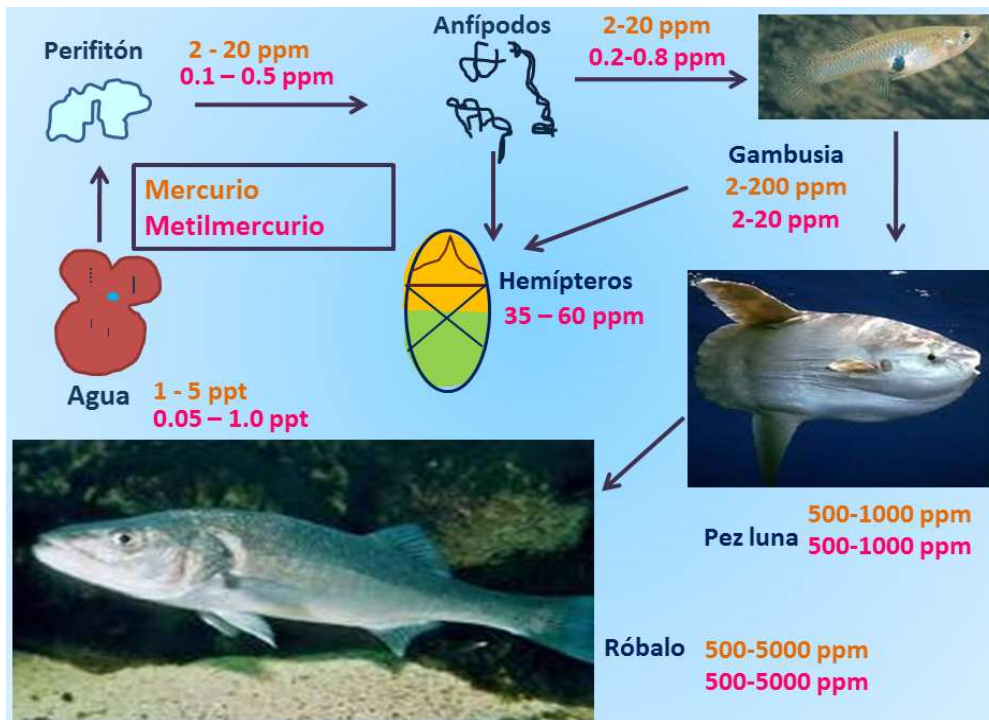 Perifitón
2 - 20 ppm
0.1 – 0.5 ppm
Anfípodos
2-20 ppm
0.2-0.8 ppm
Gambusia
2-200 ppm
2-20 ppm
Mercurio
Metilmercurio
Hemípteros
35 – 60 ppm
Agua
1 - 5 ppt
0.05 – 1.0 ppt
Pez luna
500-1000 ppm
500-1000 ppm
Róbalo
500-5000 ppm
500-5000 ppm